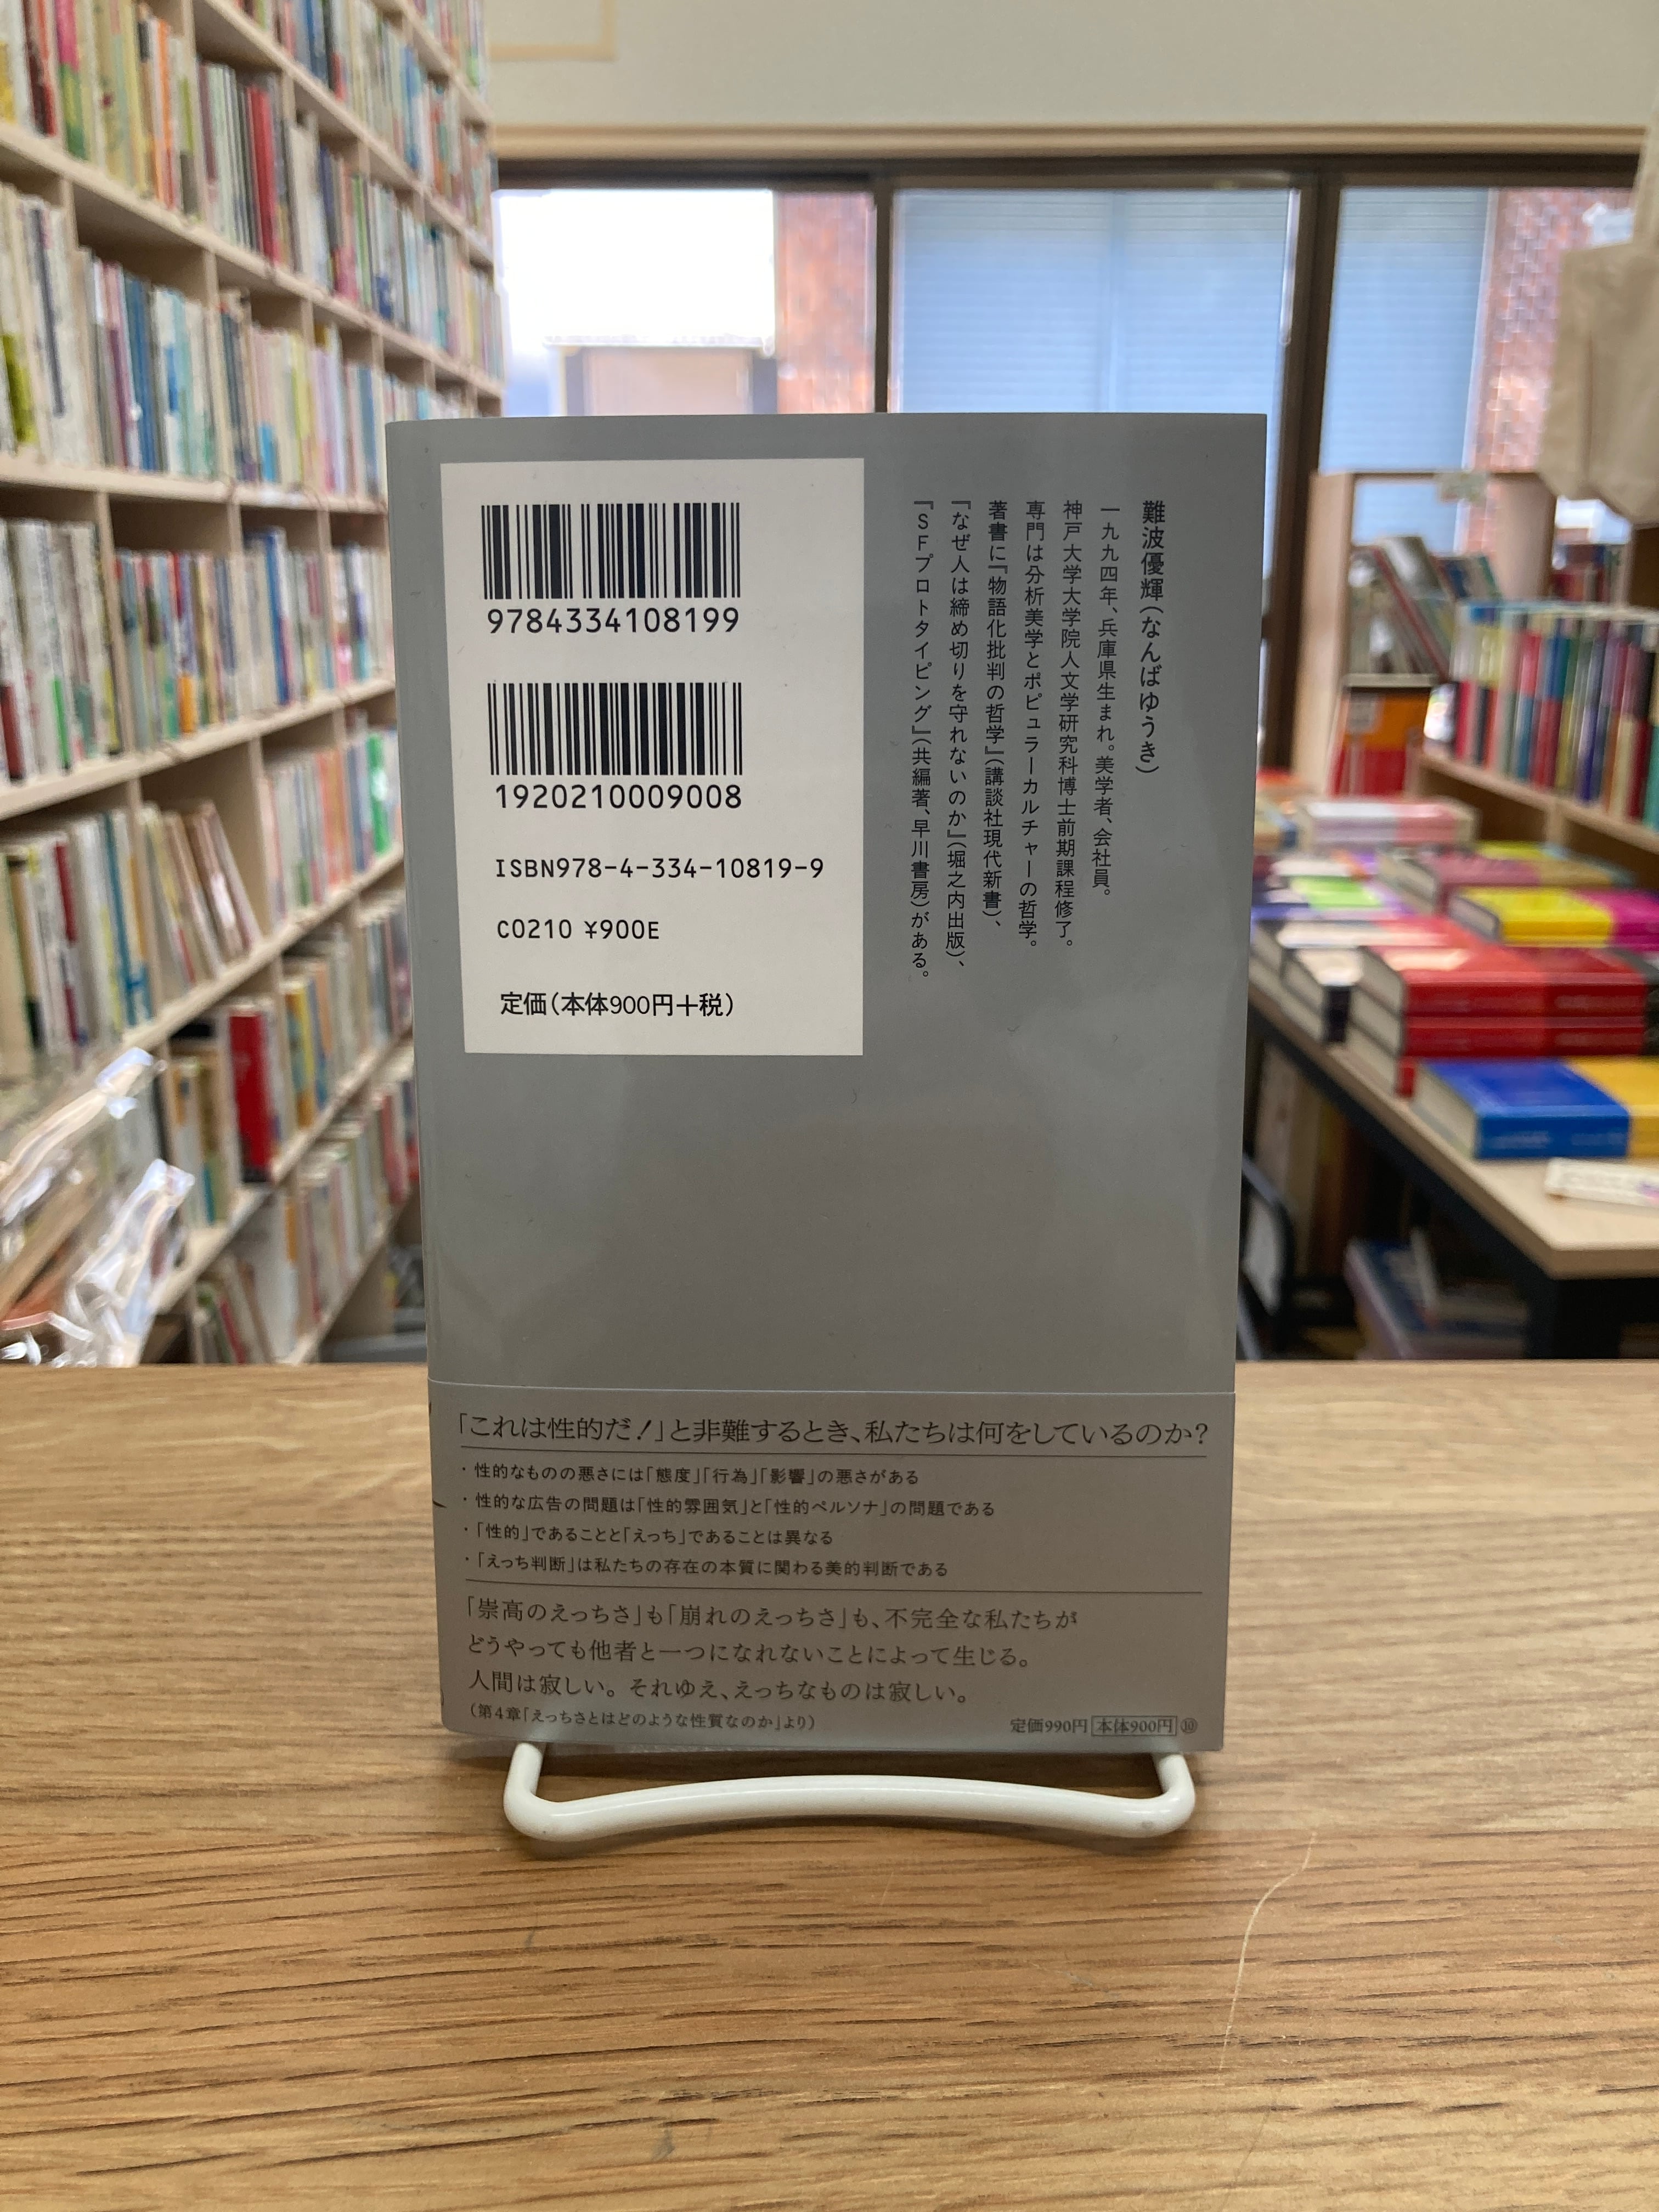 難波優輝(なんばゆうき)
一九九四年、兵庫県生まれ。美学者、会社員。
神戸大学大学院人文学研究科博士前期課程修了。
専門は分析美学とポピュラーカルチャーの哲学。
著書に『物語化批判の哲学』(講談社現代新書)、
『なぜ人は締め切りを守れないのか』(堀之内出版)、
『SFプロトタイピング』(共編著、早川書房)がある。
9784334108199
1920210009008
ISBN978-4-334-10819-9
C0210 ¥900E
定価(本体900円+税)
「これは性的だ!」と非難するとき、私たちは何をしているのか?
・性的なものの悪さには「態度」「行為」「影響」の悪さがある
・性的な広告の問題は「性的雰囲気」と「性的ペルソナ」の問題である
・「性的」であることと「えっち」であることは異なる
・「えっち判断」は私たちの存在の本質に関わる美的判断である
「崇高のえっちさ」も「崩れのえっちさ」も、不完全な私たちが
どうやっても他者と一つになれないことによって生じる。
人間は寂しい。それゆえ、えっちなものは寂しい。
(第4章「えっちさとはどのような性質なのか」より)
定価990円 本体900円 ⑩